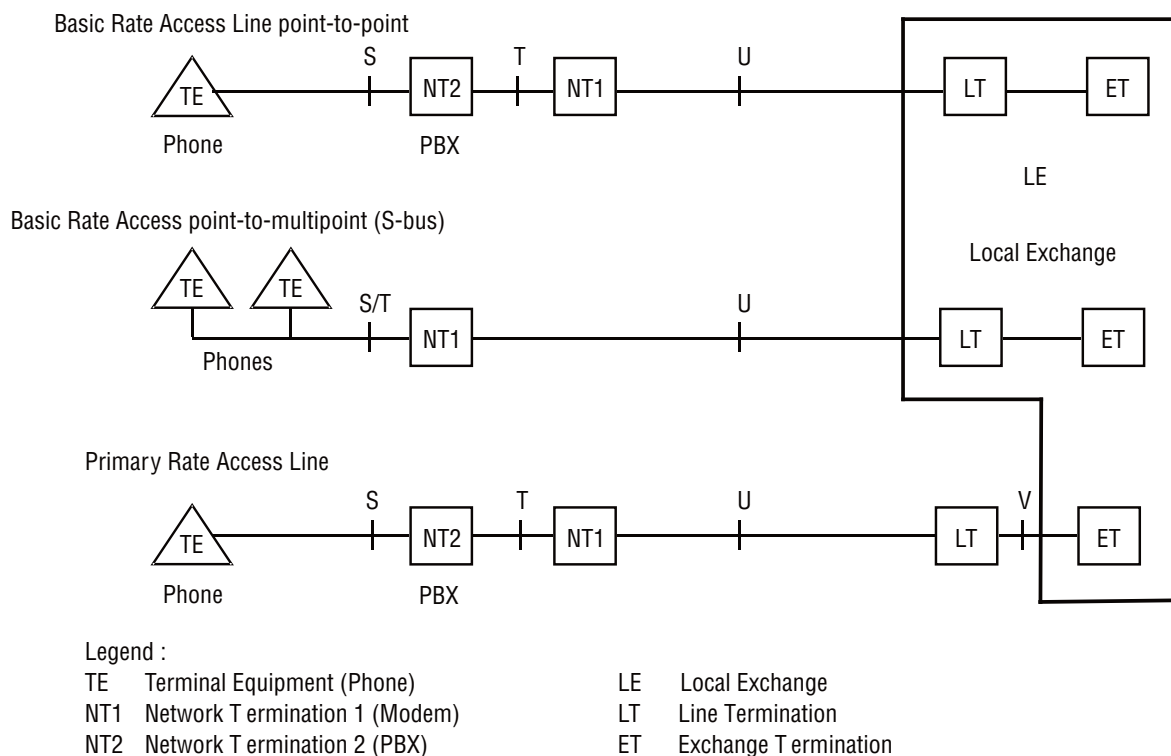 Basic Rate Access Line point-to-point
S T U
TE NT2 NT1 LT ET
Phone PBX
LE
Basic Rate Access point-to-multipoint (S-bus)
Local Exchange
TE TE
S/T U
NT1 LT ET
Phones
Primary Rate Access Line
S T U V
TE NT2 NT1 LT ET
Phone PBX
Legend :
TE Terminal Equipment (Phone) LE Local Exchange
NT1 Network T ermination 1 (Modem) LT Line Termination
NT2 Network T ermination 2 (PBX) ET Exchange T ermination